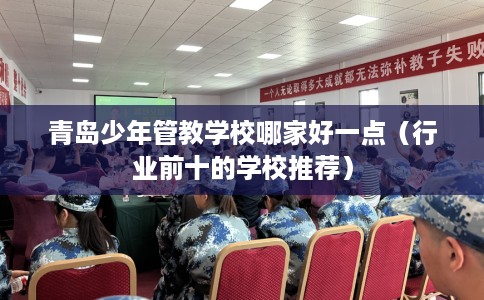 一个人无论取得多大成就都无法弥补教子失败
青岛少年管教学校哪家好一点（行
业前十的学校推荐）